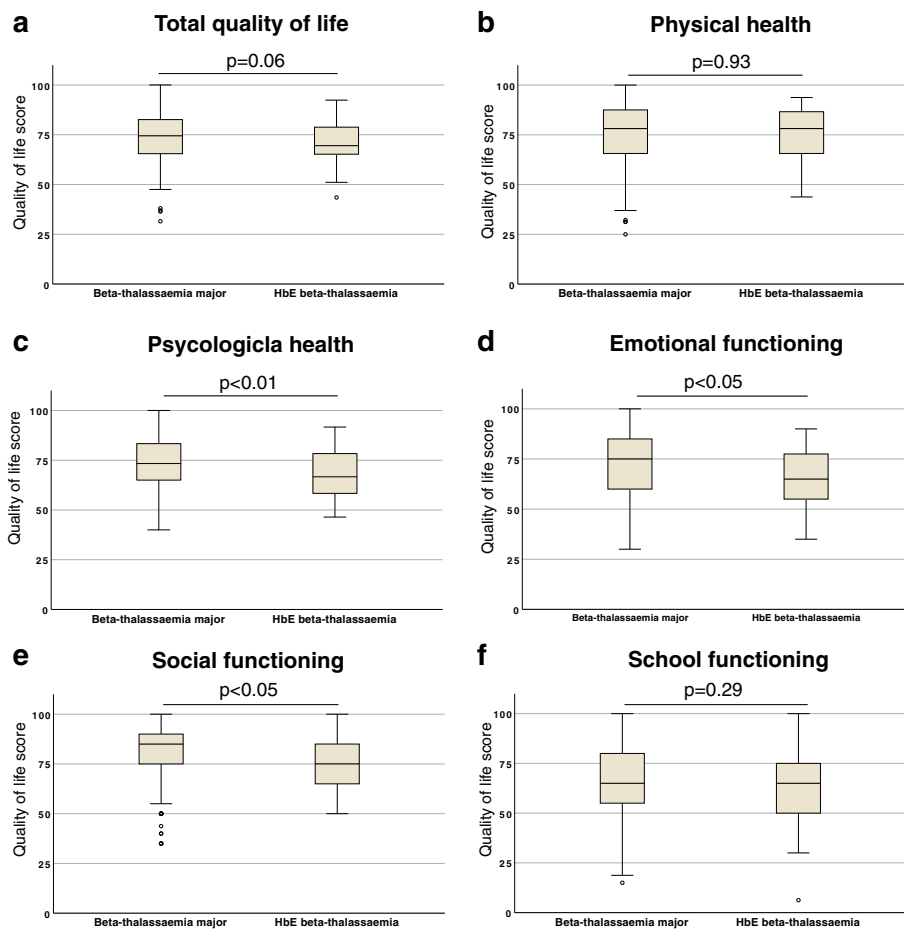 a Total quality of life
p=0.06
Quality of life score
100
75
50
25
0
Beta-thalassaemia major HbE beta-thalassaemia
b Physical health
p=0.93
Quality of life score
100
75
50
25
0
Beta-thalassaemia major HbE beta-thalassaemia
c Psycologicla health
p<0.01
Quality of life score
100
75
50
25
0
Beta-thalassaemia major HbE beta-thalassaemia
d Emotional functioning
p<0.05
Quality of life score
100
75
50
25
0
Beta-thalassaemia major HbE beta-thalassaemia
e Social functioning
p<0.05
Quality of life score
100
75
50
25
0
Beta-thalassaemia major HbE beta-thalassaemia
f School functioning
p=0.29
Quality of life score
100
75
50
25
0
Beta-thalassaemia major HbE beta-thalassaemia